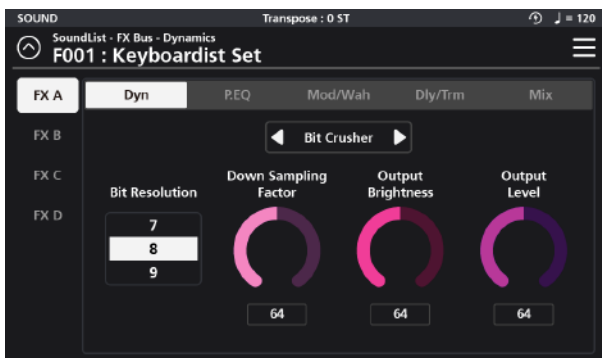 SOUND Transpose : 0 ST ♩ = 120
SoundList - FX Bus - Dynamics
F001 : Keyboardist Set
FX A Dyn P.EQ Mod/Wah Dly/Trm Mix
FX B
Bit Crusher
FX C
FX D
Bit Resolution
7
8
9
Down Sampling
Factor
64
Output
Brightness
64
Output
Level
64